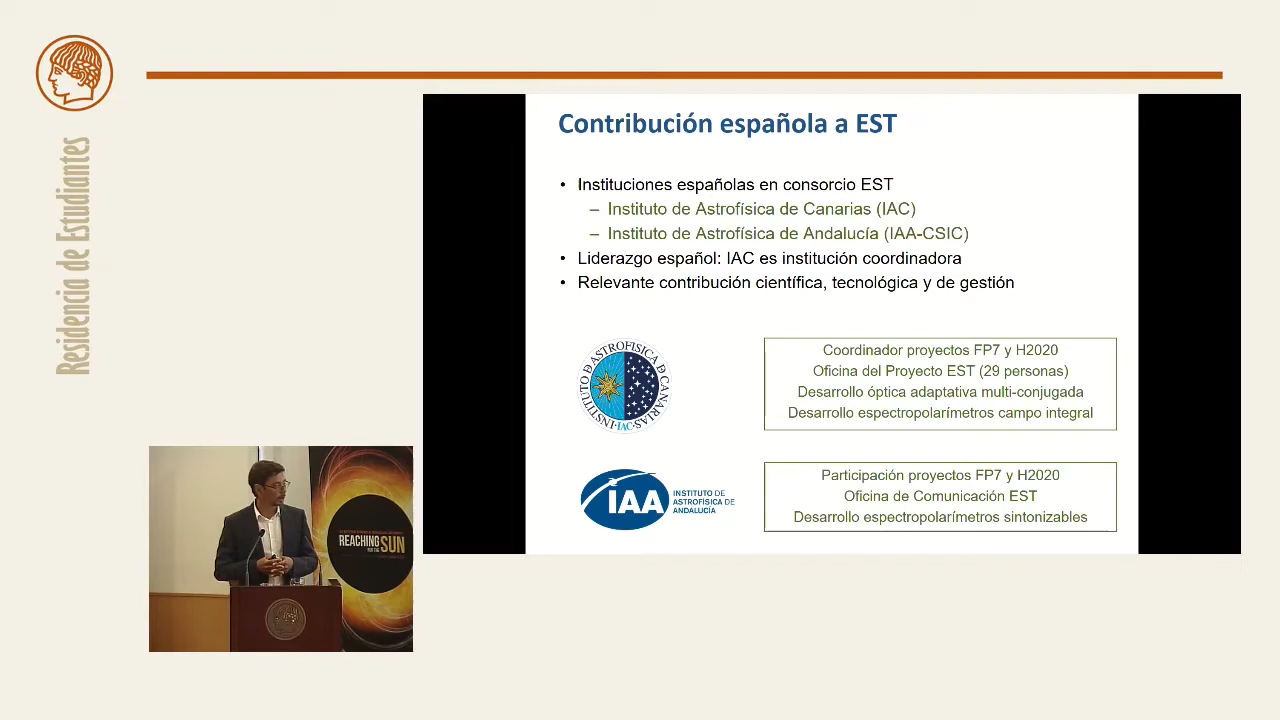 Residencia de Estudiantes
Contribución española a EST
• Instituciones españolas en consorcio EST
– Instituto de Astrofísica de Canarias (IAC)
– Instituto de Astrofísica de Andalucía (IAA-CSIC)
• Liderazgo español: IAC es institución coordinadora
• Relevante contribución científica, tecnológica y de gestión
INSTITUTO D ASTROFISICA D CANARIAS
·IAC·
Coordinador proyectos FP7 y H2020
Oficina del Proyecto EST (29 personas)
Desarrollo óptica adaptativa multi-conjugada
Desarrollo espectropolarímetros campo integral
IAA
INSTITUTO DE
ASTROFÍSICA DE
ANDALUCÍA
Participación proyectos FP7 y H2020
Oficina de Comunicación EST
Desarrollo espectropolarímetros sintonizables
REACHING
FOR THE SUN